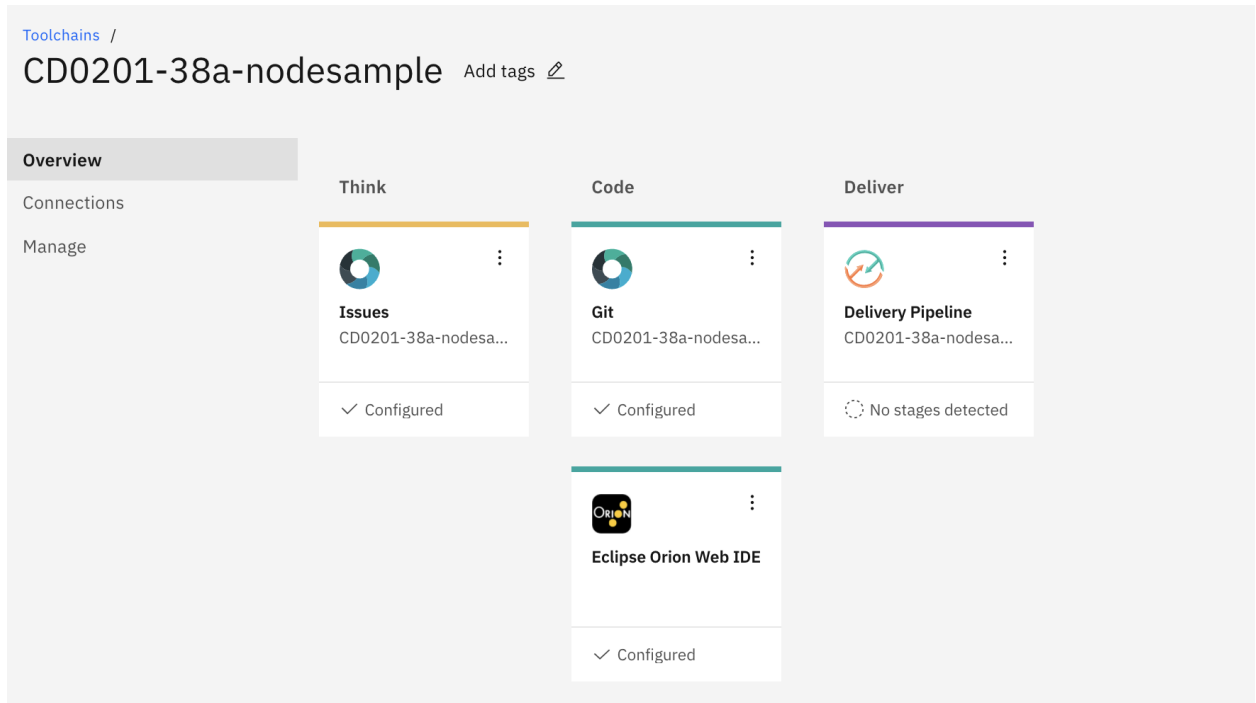 Toolchains /
CD0201-38a-nodesample Add tags
Overview
Connections
Manage
Think
Issues
CD0201-38a-nodesa...
Configured
Code
Git
CD0201-38a-nodesa...
Configured
ORION
Eclipse Orion Web IDE
Configured
Deliver
Delivery Pipeline
CD0201-38a-nodesa...
No stages detected